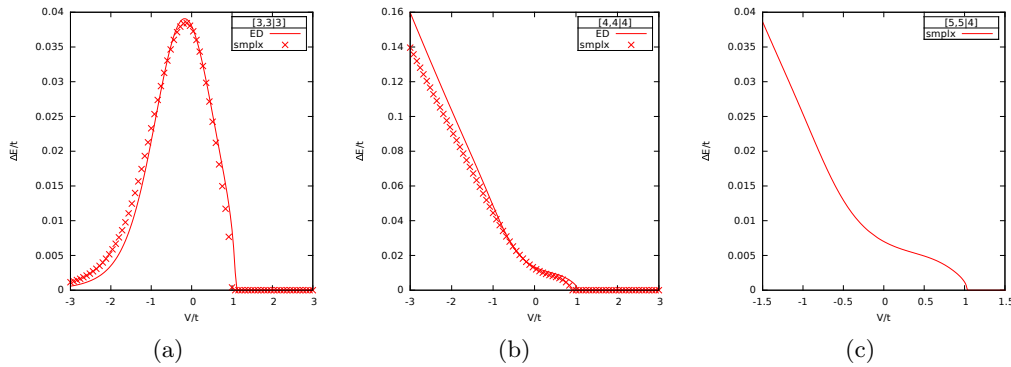 [3,3|3]
ED
smplx
ΔE/t
0.04
0.035
0.03
0.025
0.02
0.015
0.01
0.005
0
-3 -2 -1 0 1 2 3
V/t
(a)
[4,4|4]
ED
smplx
ΔE/t
0.16
0.14
0.12
0.1
0.08
0.06
0.04
0.02
0
-3 -2 -1 0 1 2 3
V/t
(b)
[5,5|4]
smplx
ΔE/t
0.04
0.035
0.03
0.025
0.02
0.015
0.01
0.005
0
-1.5 -1 -0.5 0 0.5 1 1.5
V/t
(c)